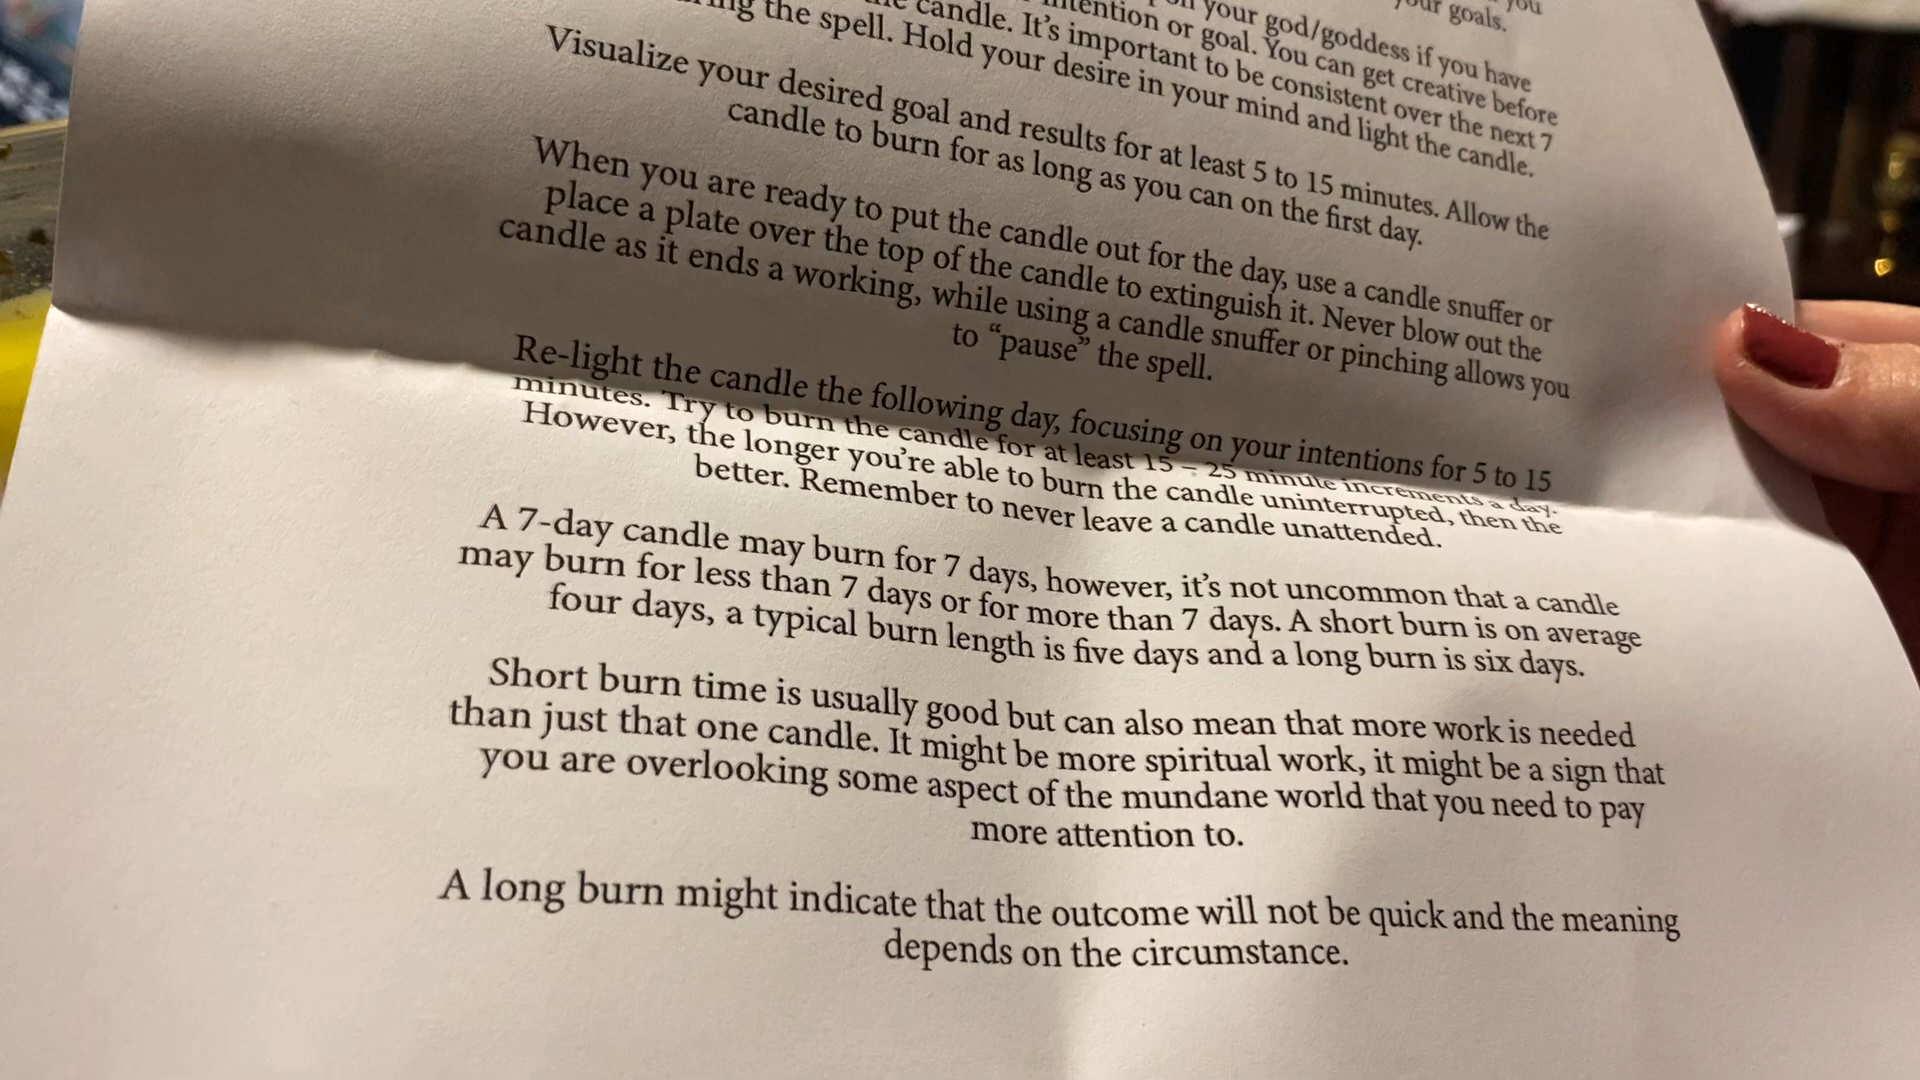 you
your goals.
on your god/goddess if you have
intention or goal. You can get creative before
the candle. It's important to be consistent over the next 7
the spell. Hold your desire in your mind and light the candle.
Visualize your desired goal and results for at least 5 to 15 minutes. Allow the
candle to burn for as long as you can on the first day.
When you are ready to put the candle out for the day, use a candle snuffer or
place a plate over the top of the candle to extinguish it. Never blow out the
candle as it ends a working, while using a candle snuffer or pinching allows you
to “pause” the spell.
Re-light the candle the following day, focusing on your intentions for 5 to 15
minutes. Try to burn the candle for at least 15 – 25 minute increments a day.
However, the longer you're able to burn the candle uninterrupted, then the
better. Remember to never leave a candle unattended.
A 7-day candle may burn for 7 days, however, it's not uncommon that a candle
may burn for less than 7 days or for more than 7 days. A short burn is on average
four days, a typical burn length is five days and a long burn is six days.
Short burn time is usually good but can also mean that more work is needed
than just that one candle. It might be more spiritual work, it might be a sign that
you are overlooking some aspect of the mundane world that you need to pay
more attention to.
A long burn might indicate that the outcome will not be quick and the meaning
depends on the circumstance.